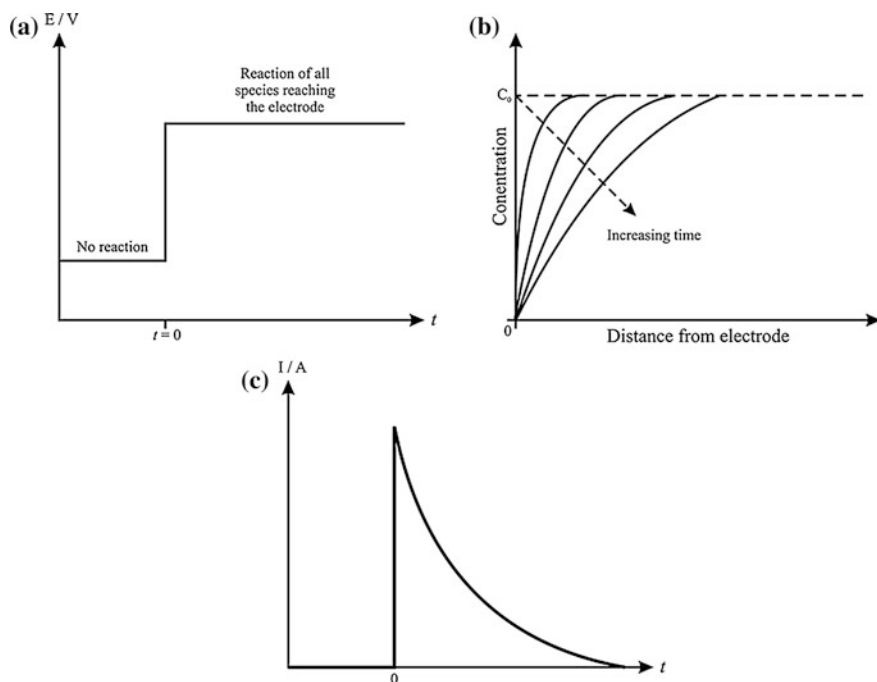 (a)
E / V
Reaction of all
species reaching
the electrode
No reaction
t = 0
t
(b)
C₀
Conentration
Increasing time
0
Distance from electrode
(c)
I / A
0
t